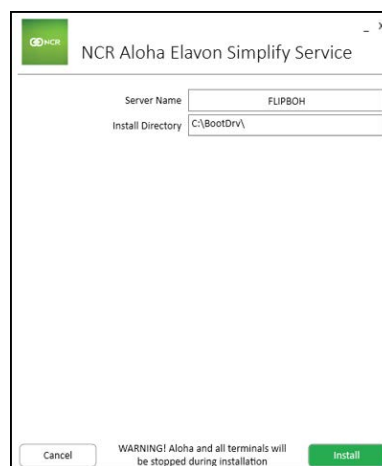 NCR
NCR Aloha Elavon Simplify Service
Server Name
FLIPBOH
Install Directory
C:\BootDrv\
Cancel
WARNING! Aloha and all terminals will
be stopped during installation
Install